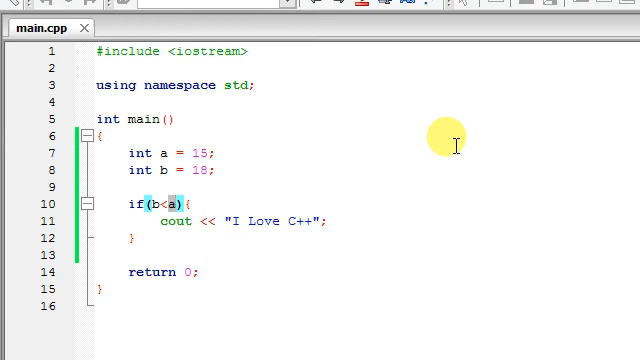 main.cpp
1 #include <iostream>
2
3 using namespace std;
4
5 int main()
6 {
7 int a = 15;
8 int b = 18;
9
10 if(b<a){
11 cout << "I Love C++";
12 }
13
14 return 0;
15 }
16